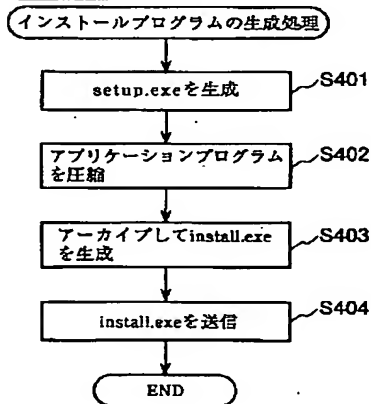 インストールプログラムの生成処理
setup.exeを生成
S401
アプリケーションプログラム
を圧縮
S402
アーカイブしてinstall.exe
を生成
S403
install.exeを送信
S404
END